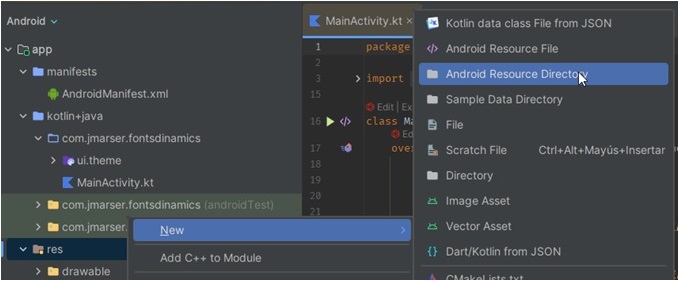 Android
app
manifests
AndroidManifest.xml
kotlin+java
com.jmarser.fontsdinamics
ui.theme
MainActivity.kt
com.jmarser.fontsdinamics (androidTest)
com.jmarser.
res
drawable
MainActivity.kt
1 package
2
3 import
15
Edit | Ex
16 class Ma
Ed
17 over
18
19
20
21
New
Add C++ to Module
Kotlin data class File from JSON
Android Resource File
Android Resource Directory
Sample Data Directory
File
Scratch File Ctrl+Alt+Mayús+Insertar
Directory
Image Asset
Vector Asset
Dart/Kotlin from JSON
CMakeLists.txt